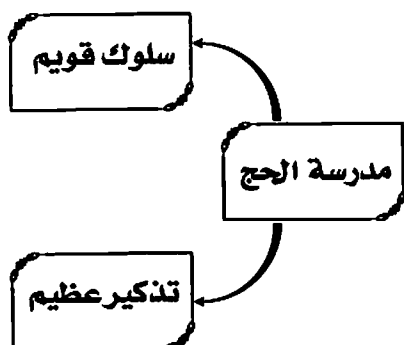 سلوك قويم
مدرسة الحج
تذكير عظيم